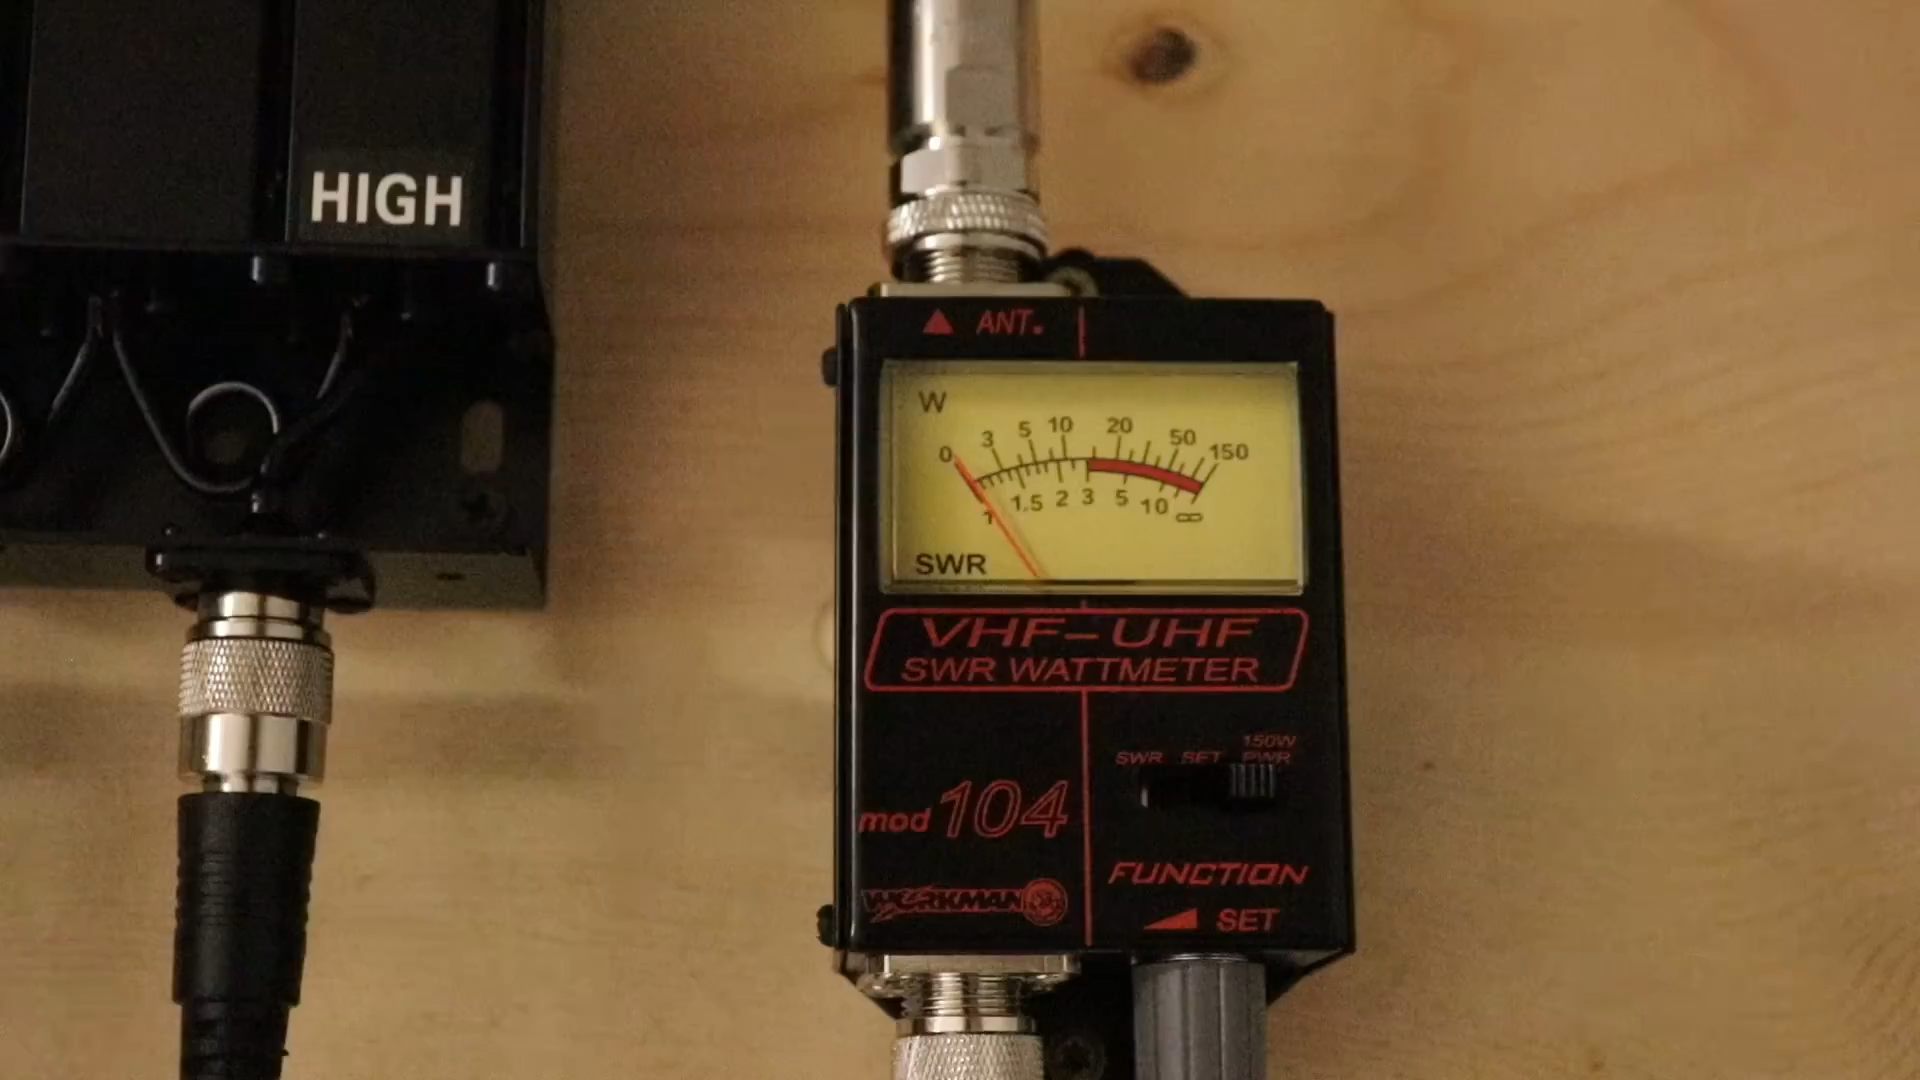 HIGH
▲ ANT.
W
0 3 5 10 20 50 150
1 1.5 2 3 5 10 ∞
SWR
VHF-UHF
SWR WATTMETER
150W
SWR SET PWR
mod 104
FUNCTION
WORKMAN
SET